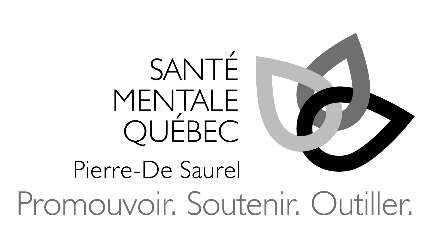 SANTÉ
MENTALE
QUÉBEC
Pierre-De Saurel
Promouvoir. Soutenir. Outiller.